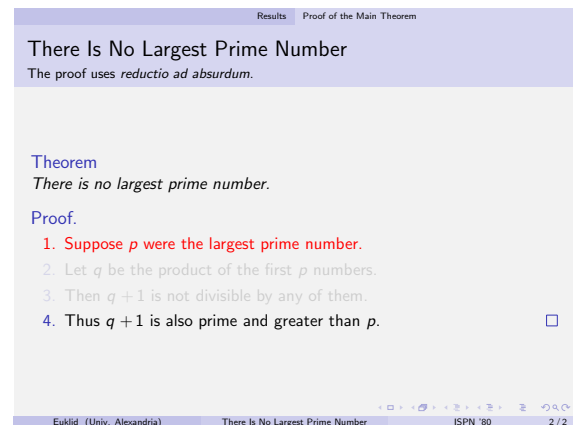 Results Proof of the Main Theorem
There Is No Largest Prime Number
The proof uses reductio ad absurdum.
Theorem
There is no largest prime number.
Proof.
1. Suppose p were the largest prime number.
2. Let q be the product of the first p numbers.
3. Then q + 1 is not divisible by any of them.
4. Thus q + 1 is also prime and greater than p.
Euklid (Univ. Alexandria) There Is No Largest Prime Number ISPN '80 2 / 2